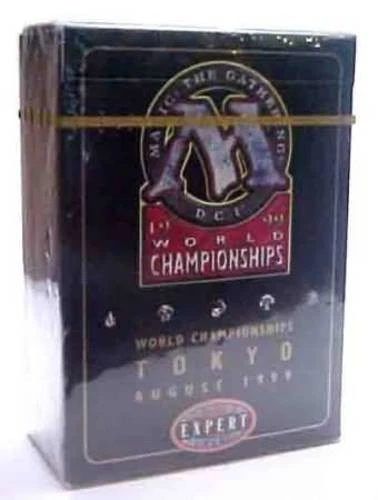 MAGIC: THE GATHERING
M
DCI
1999
WORLD
CHAMPIONSHIPS
WORLD CHAMPIONSHIPS
TOKYO
AUGUST 1999
EXPERT